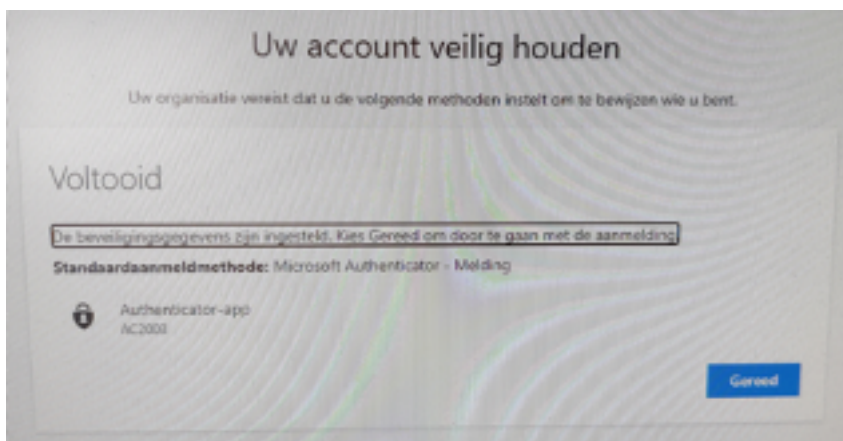 Uw account veilig houden
Uw organisatie vereist dat u de volgende methoden instelt om te bewijzen wie u bent.
Voltooid
De beveiligingsgegevens zijn ingesteld. Kies Gereed om door te gaan met de aanmelding
Standaardaanmeldmethode: Microsoft Authenticator - Melding
Authenticator-app
Gereed